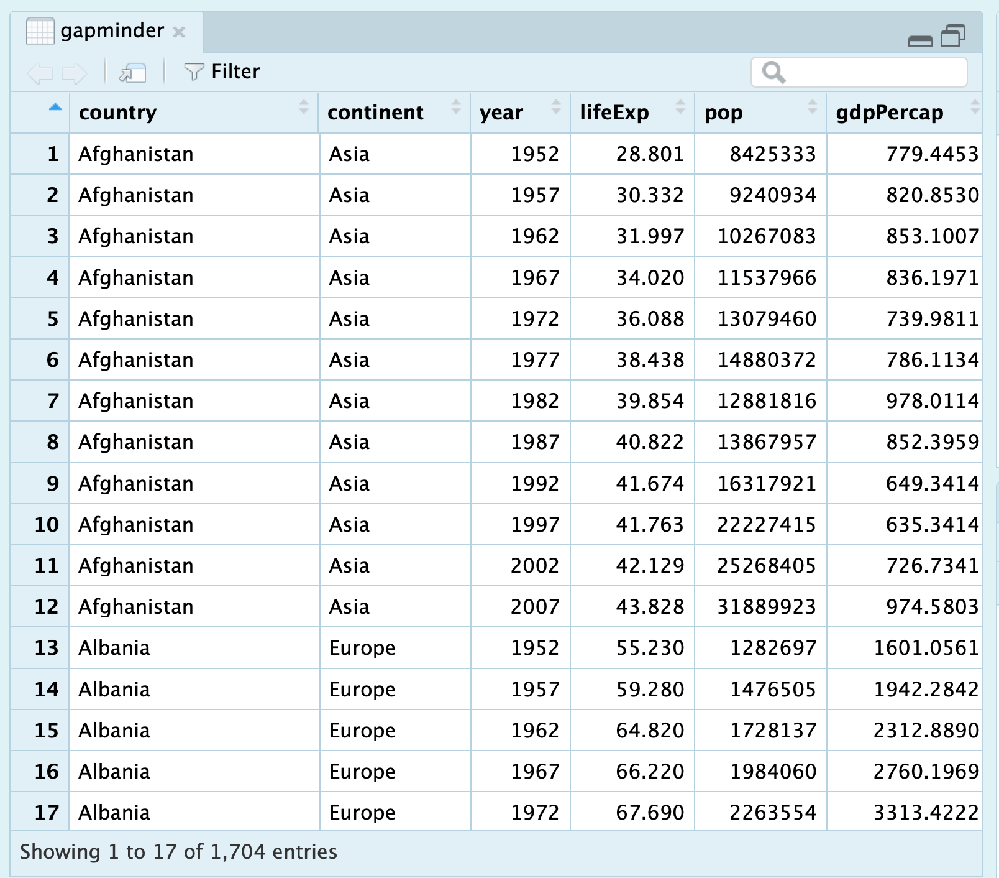 gapminder
Filter
country continent year lifeExp pop gdpPercap
1 Afghanistan Asia 1952 28.801 8425333 779.4453
2 Afghanistan Asia 1957 30.332 9240934 820.8530
3 Afghanistan Asia 1962 31.997 10267083 853.1007
4 Afghanistan Asia 1967 34.020 11537966 836.1971
5 Afghanistan Asia 1972 36.088 13079460 739.9811
6 Afghanistan Asia 1977 38.438 14880372 786.1134
7 Afghanistan Asia 1982 39.854 12881816 978.0114
8 Afghanistan Asia 1987 40.822 13867957 852.3959
9 Afghanistan Asia 1992 41.674 16317921 649.3414
10 Afghanistan Asia 1997 41.763 22227415 635.3414
11 Afghanistan Asia 2002 42.129 25268405 726.7341
12 Afghanistan Asia 2007 43.828 31889923 974.5803
13 Albania Europe 1952 55.230 1282697 1601.0561
14 Albania Europe 1957 59.280 1476505 1942.2842
15 Albania Europe 1962 64.820 1728137 2312.8890
16 Albania Europe 1967 66.220 1984060 2760.1969
17 Albania Europe 1972 67.690 2263554 3313.4222
Showing 1 to 17 of 1,704 entries